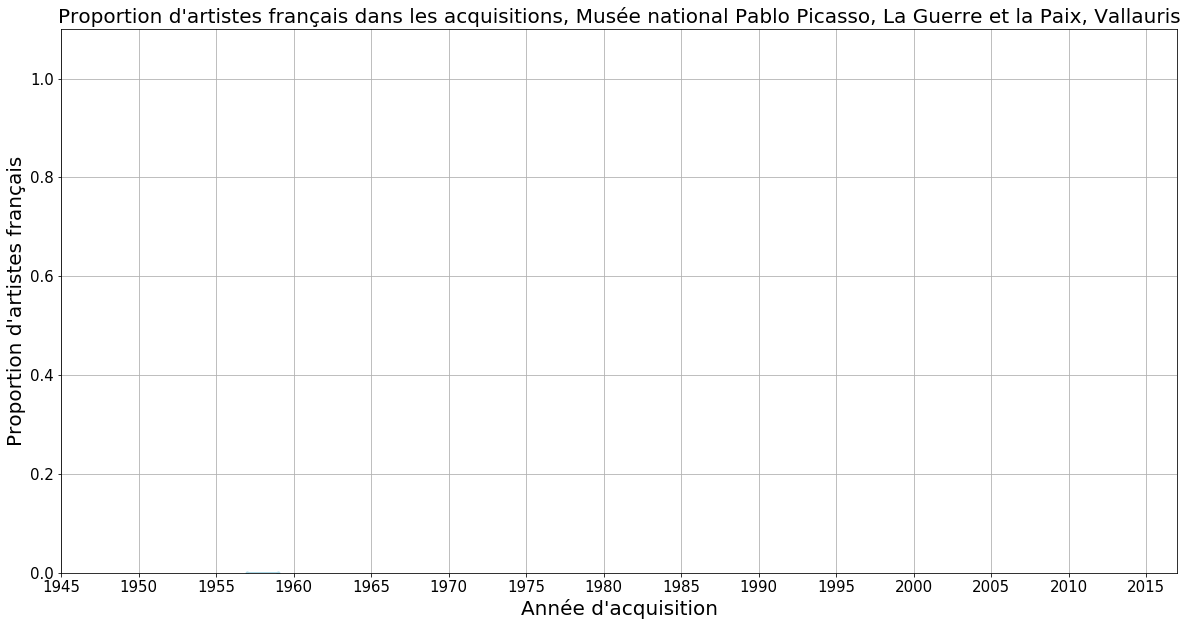 Proportion d'artistes français dans les acquisitions, Musée national Pablo Picasso, La Guerre et la Paix, Vallauris
Proportion d'artistes français
1.0
0.8
0.6
0.4
0.2
0.0
1945 1950 1955 1960 1965 1970 1975 1980 1985 1990 1995 2000 2005 2010 2015
Année d'acquisition